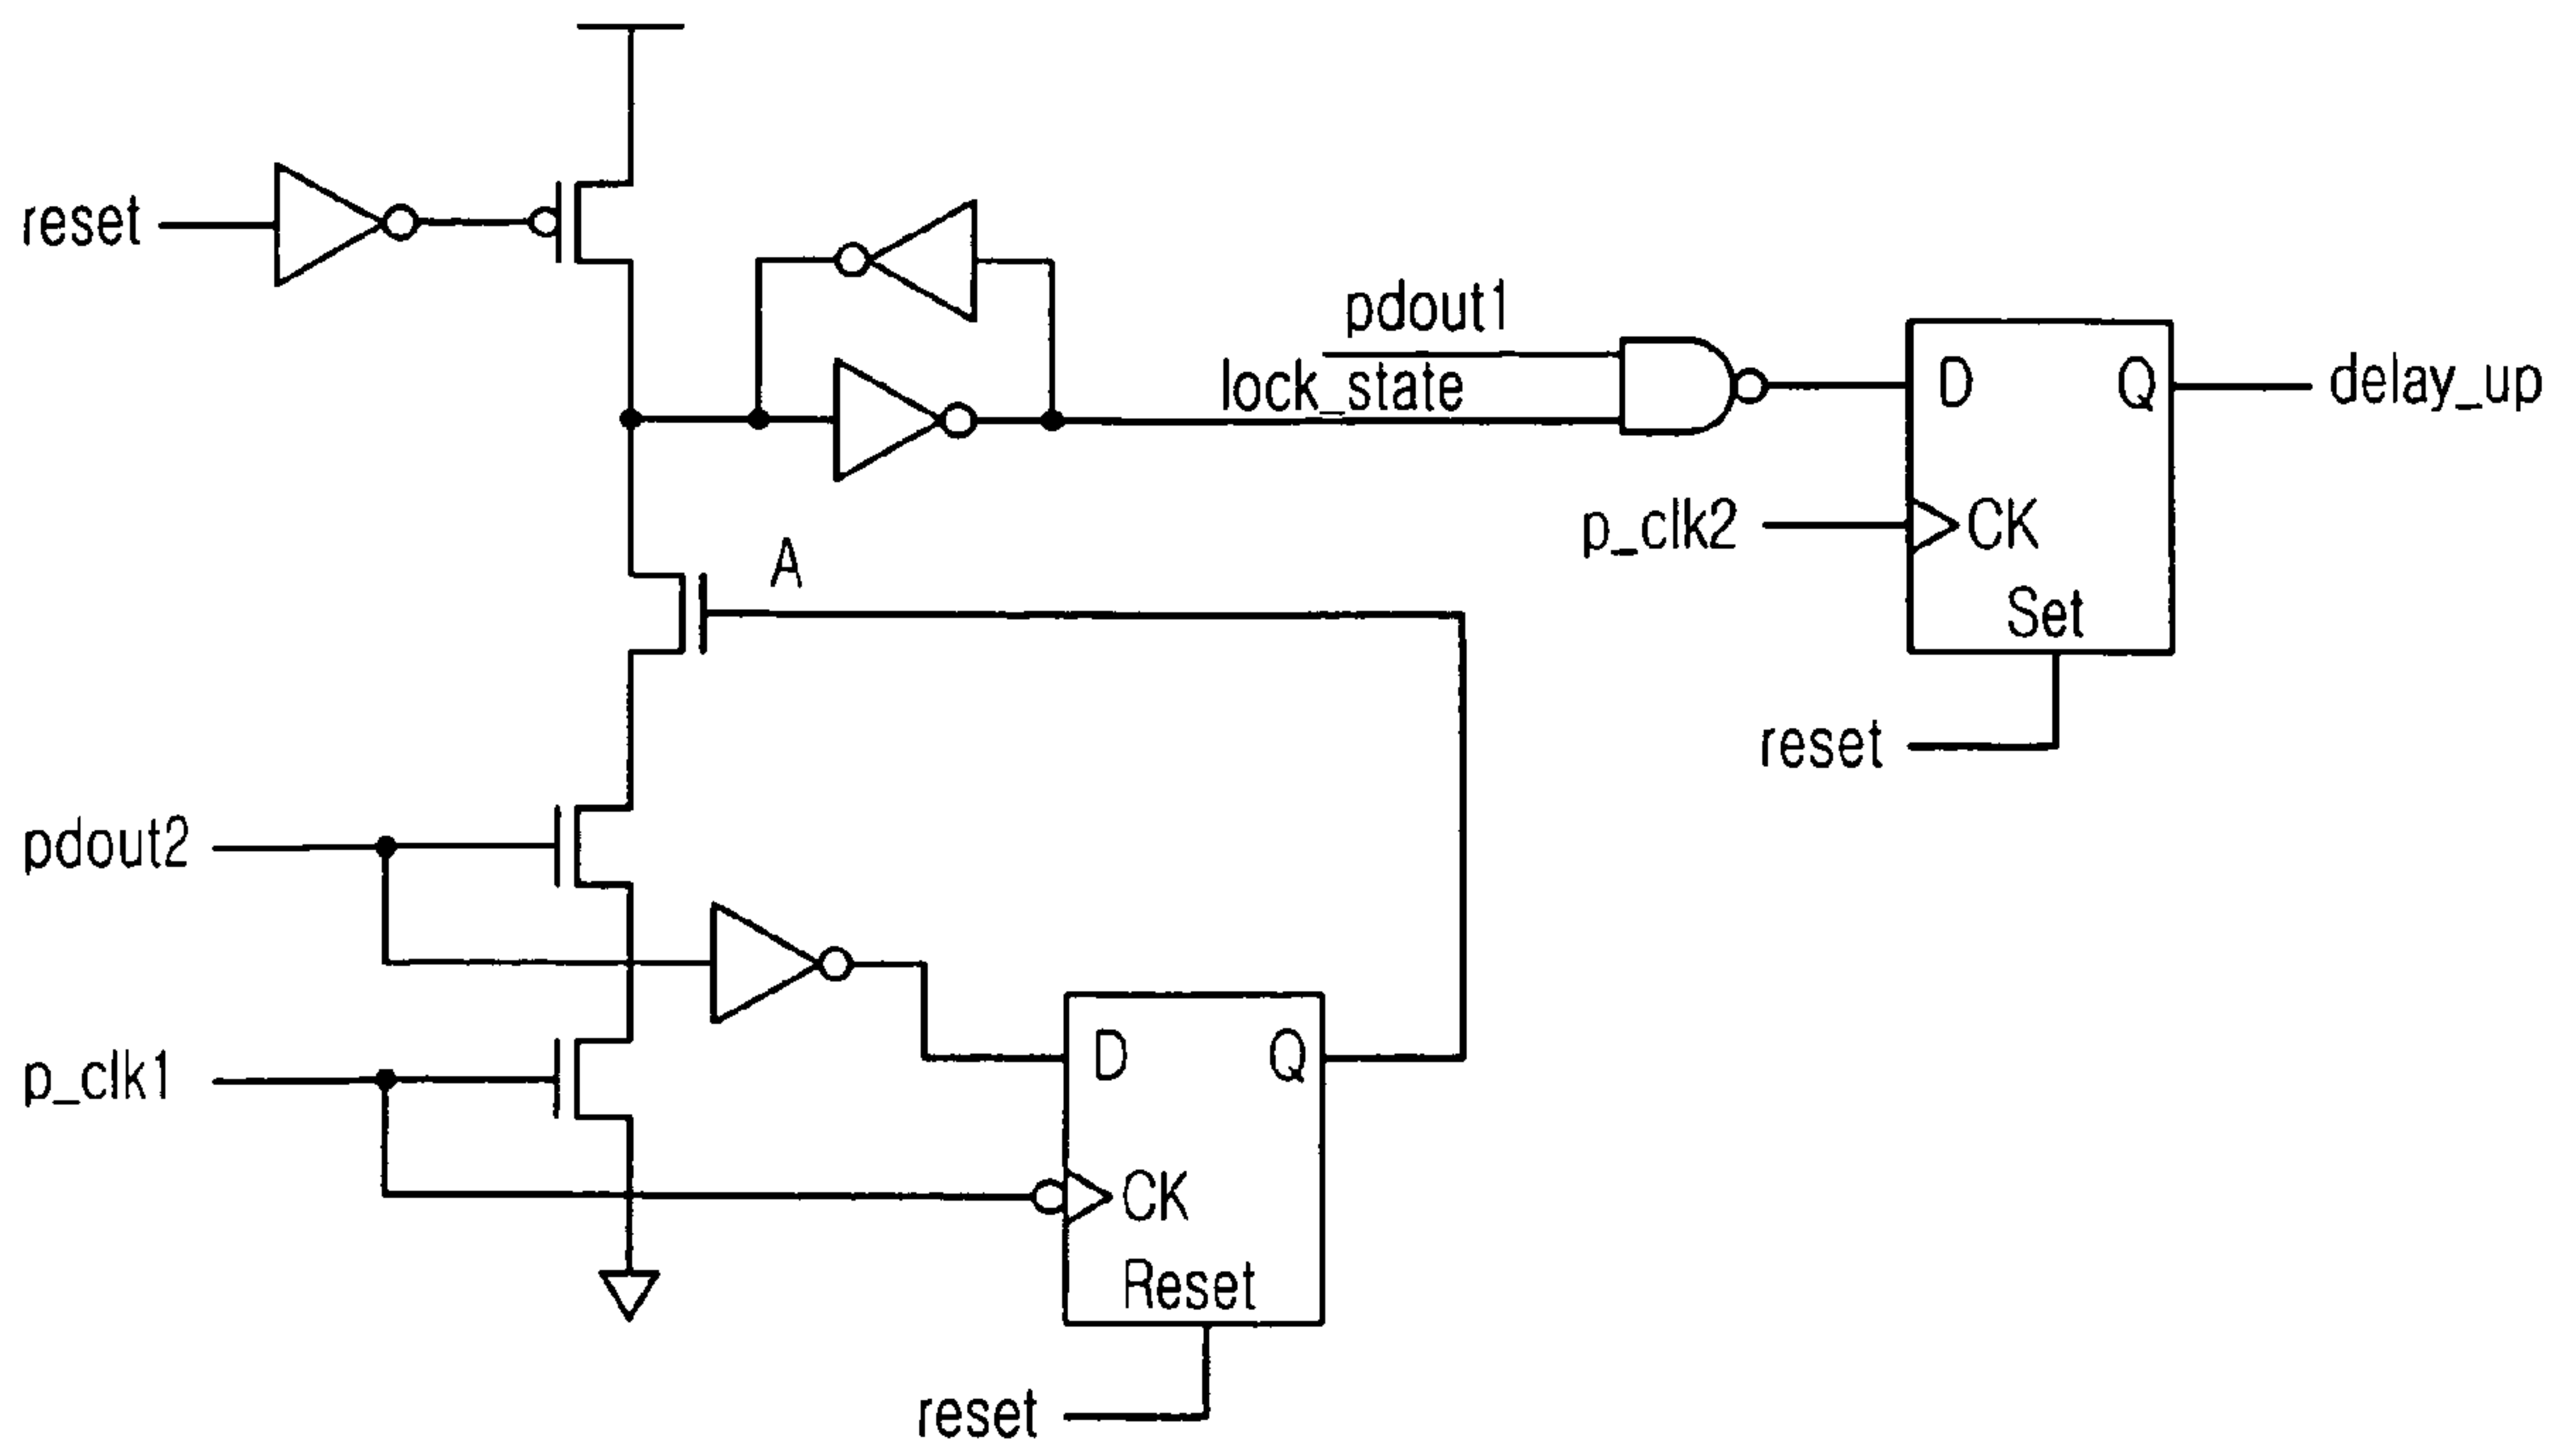 reset
pdout1
lock_state
D
Q
delay_up
p_clk2
CK
A
Set
reset
pdout2
p_clk1
D
Q
CK
Reset
reset